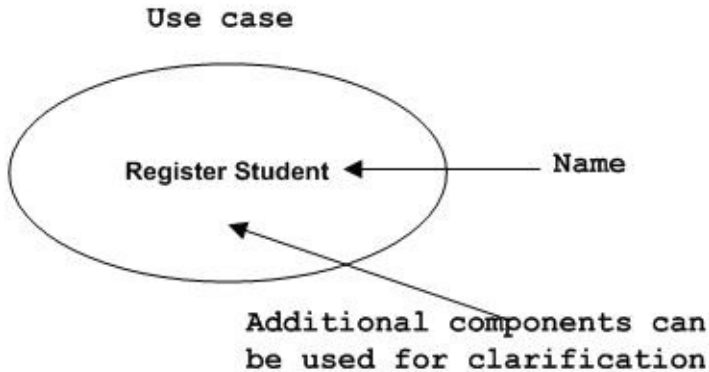 Use case
Register Student
Name
Additional components can
be used for clarification